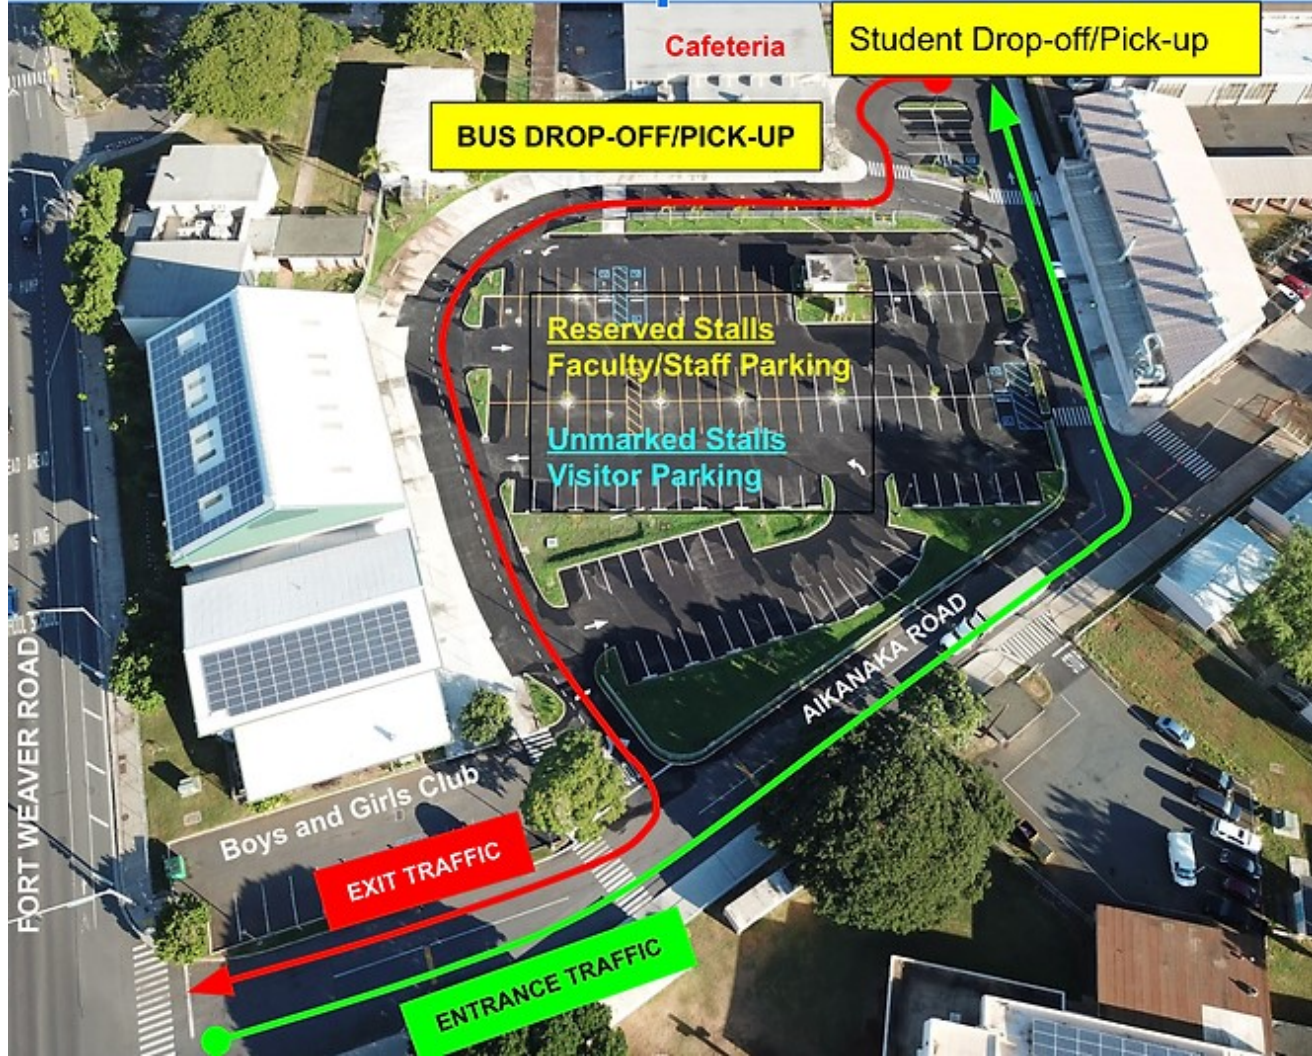 Cafeteria
Student Drop-off/Pick-up
BUS DROP-OFF/PICK-UP
Reserved Stalls
Faculty/Staff Parking
Unmarked Stalls
Visitor Parking
AIKANAKA ROAD
FORT WEAVER ROAD
Boys and Girls Club
EXIT TRAFFIC
ENTRANCE TRAFFIC